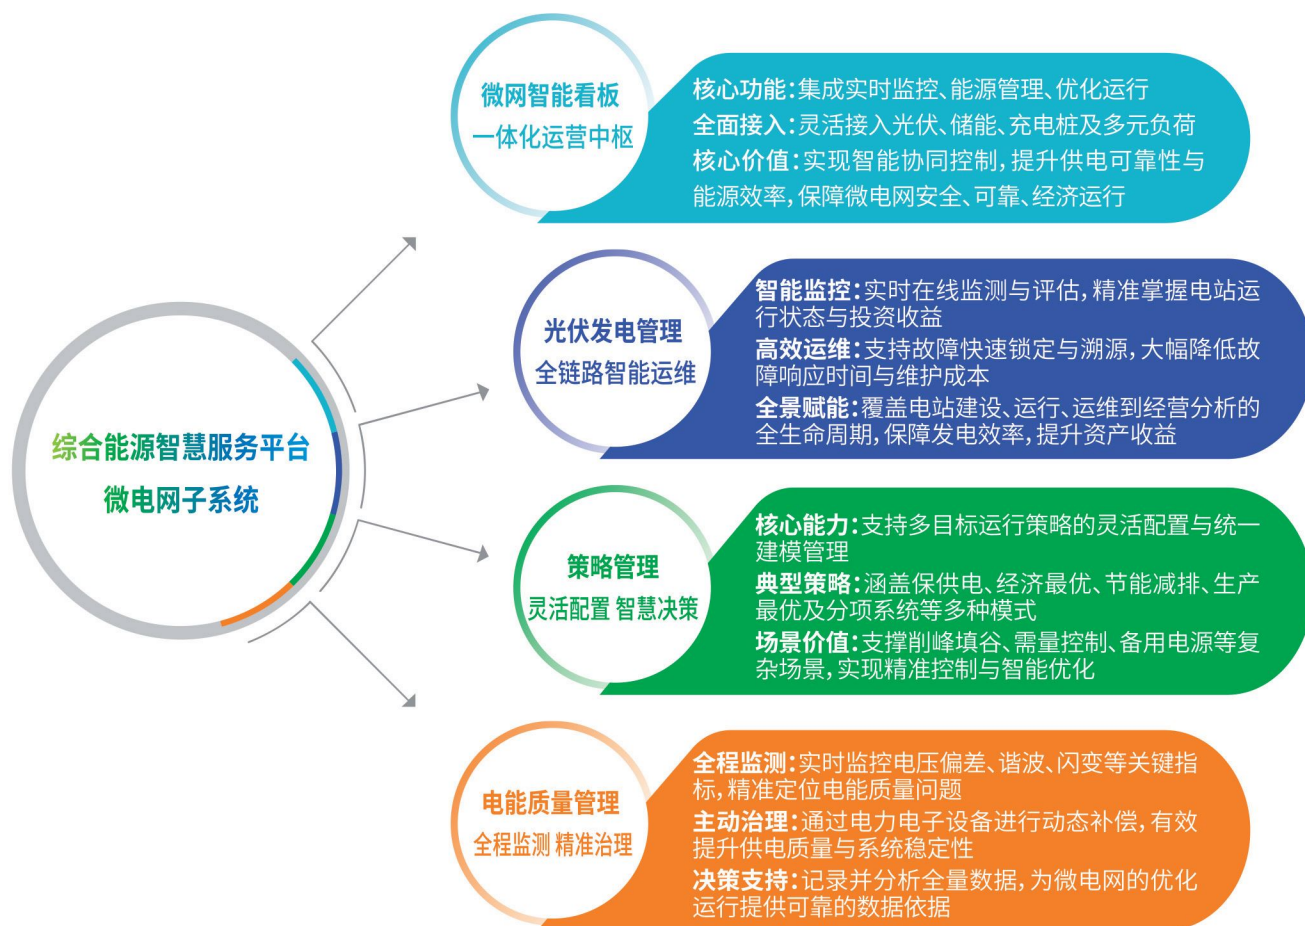 综合能源智慧服务平台
微电网子系统
微网智能看板
一体化运营中枢
核心功能：集成实时监控、能源管理、优化运行
全面接入：灵活接入光伏、储能、充电桩及多元负荷
核心价值：实现智能协同控制，提升供电可靠性与
能源效率，保障微电网安全、可靠、经济运行
光伏发电管理
全链路智能运维
智能监控：实时在线监测与评估，精准掌握电站运
行状态与投资收益
高效运维：支持故障快速锁定与溯源，大幅降低故
障响应时间与维护成本
全景赋能：覆盖电站建设、运行、运维到经营分析的
全生命周期，保障发电效率，提升资产收益
策略管理
灵活配置 智慧决策
核心能力：支持多目标运行策略的灵活配置与统一
建模管理
典型策略：涵盖保供电、经济最优、节能减排、生产
最优及分项系统等多种模式
场景价值：支撑削峰填谷、需量控制、备用电源等复
杂场景，实现精准控制与智能优化
电能质量管理
全程监测 精准治理
全程监测：实时监控电压偏差、谐波、闪变等关键指
标，精准定位电能质量问题
主动治理：通过电力电子设备进行动态补偿，有效
提升供电质量与系统稳定性
决策支持：记录并分析全量数据，为微电网的优化
运行提供可靠的数据依据